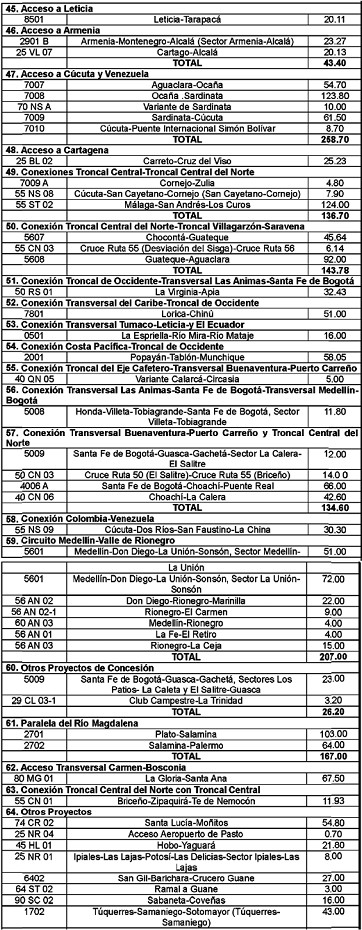 45. Acceso a Leticia
8501 Leticia-Tarapacá 20.11
46. Acceso a Armenia
2901 B Armenia-Montenegro-Alcalá (Sector Armenia-Alcalá) 23.27
25 VL 07 Cartago-Alcalá 20.13
TOTAL 43.40
47. Acceso a Cúcuta y Venezuela
7007 Aguaclara-Ocaña 54.70
7008 Ocaña .Sardinata 123.80
70 NS A Variante de Sardinata 10.00
7009 Sardinata-Cúcuta 61.50
7010 Cúcuta-Puente Internacional Simón Bolívar 8.70
TOTAL 258.70
48. Acceso a Cartagena
25 BL 02 Carreto-Cruz del Viso 25.23
49. Conexiones Troncal Central-Troncal Central del Norte
7009 A Cornejo-Zulia 4.80
55 NS 08 Cúcuta-San Cayetano-Cornejo (San Cayetano-Cornejo) 7.90
55 ST 02 Málaga-San Andrés-Los Curos 124.00
TOTAL 136.70
50. Conexión Troncal Central del Norte-Troncal Villagarzón-Saravena
5607 Chocontá-Guateque 45.64
55 CN 03 Cruce Ruta 55 (Desviación del Sisga)-Cruce Ruta 56 6.14
5608 Guateque-Aguaclara 92.00
TOTAL 143.78
51. Conexión Troncal de Occidente-Transversal Las Animas-Santa Fe de Bogotá
50 RS 01 La Virginia-Apia 32.43
52. Conexión Transversal del Caribe-Troncal de Occidente
7801 Lorica-Chinú 51.00
53. Conexión Transversal Tumaco-Leticia-y El Ecuador
0501 La Espriella-Río Mira-Río Mataje 16.00
54. Conexión Costa Pacifica-Troncal de Occidente
2001 Popayán-Tablón-Munchique 58.05
55. Conexión Troncal del Eje Cafetero-Transversal Buenaventura-Puerto Carreño
40 QN 05 Variante Calarcá-Circasia 5.00
56. Conexión Transversal Las Animas-Santa Fe de Bogotá-Transversal Medellín-
Bogotá
5008 Honda-Villeta-Tobiagrande-Santa Fe de Bogotá, Sector 11.80
Villeta-Tobiagrande
57. Conexión Transversal Buenaventura-Puerto Carreño y Troncal Central del
Norte
5009 Santa Fe de Bogotá-Guasca-Gachetá-Sector La Calera- 12.00
El Salitre
50 CN 03 Cruce Ruta 50 (El Salitre)-Cruce Ruta 55 (Briceño) 14.0 0
4006 A Santa Fe de Bogotá-Choachí-Puente Real 66.00
40 CN 06 Choachí-La Calera 42.60
TOTAL 134.60
58. Conexión Colombia-Venezuela
55 NS 09 Cúcuta-Dos Ríos-San Faustino-La China 30.30
59. Circuito Medellín-Valle de Rionegro
5601 Medellín-Don Diego-La Unión-Sonsón, Sector Medellín- 51.00
La Unión
5601 Medellín-Don Diego-La Unión-Sonsón, Sector La Unión- 72.00
Sonsón
56 AN 02 Don Diego-Rionegro-Marinilla 22.00
56 AN 02-1 Rionegro-El Carmen 9.00
60 AN 03 Medellín-Rionegro 4.00
56 AN 01 La Fe-El Retiro 4.00
56 AN 03 Rionegro-La Ceja 15.00
TOTAL 207.00
60. Otros Proyectos de Concesión
5009 Santa Fe de Bogotá-Guasca-Gachetá, Sectores Los 23.00
Patios- La Caleta y El Salitre-Guasca
29 CL 03-1 Club Campestre-La Trinidad 3.20
TOTAL 26.20
61. Paralela del Río Magdalena
2701 Plato-Salamina 103.00
2702 Salamina-Palermo 64.00
TOTAL 167.00
62. Acceso Transversal Carmen-Bosconia
80 MG 01 La Gloria-Santa Ana 67.50
63. Conexión Troncal Central del Norte con Troncal Central
55 CN 01 Briceño-Zipaquirá-Te de Nemocón 11.93
64. Otros Proyectos
74 CR 02 Santa Lucía-Moñitos 54.80
25 NR 04 Acceso Aeropuerto de Pasto 0.70
45 HL 01 Hobo-Yaguará 21.80
25 NR 01 Ipiales-Las Lajas-Potosí-Las Delicias-Sector Ipiales-Las 8.00
Lajas
6402 San Gil-Barichara-Crucero Guane 27.00
64 ST 02 Ramal a Guane 3.00
90 SC 02 Sabaneta-Coveñas 16.00
1702 Túquerres-Samaniego-Sotomayor (Túquerres- 43.00
Samaniego)